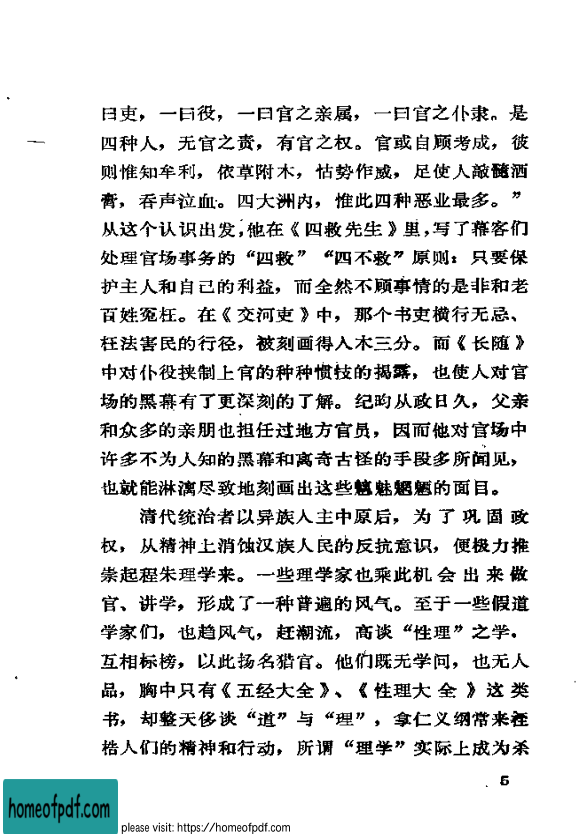 曰吏，一曰役，一曰官之亲属，一曰官之仆隶。是
四种人，无官之责，有官之权。官或自顾考成，彼
则惟知牟利，依草附木，怙势作威，足使人敲髓洒
膏，吞声泣血。四大洲内，惟此四种恶业最多。”
从这个认识出发，他在《四救先生》里，写了幕客们
处理官场事务的“四救”“四不救”原则：只要保
护主人和自己的利益，而全然不顾事情的是非和老
百姓冤枉。在《交河吏》中，那个书吏横行无忌、
枉法害民的行径，被刻画得入木三分。而《长随》
中对仆役挟制上官的种种惯技的揭露，也使人对官
场的黑幕有了更深刻的了解。纪昀从政日久，父亲
和众多的亲朋也担任过地方官员，因而他对官场中
许多不为人知的黑幕和离奇古怪的手段多所闻见，
也就能淋漓尽致地刻画出这些魑魅魍魉的面目。
清代统治者以异族入主中原后，为了巩固政
权，从精神上消蚀汉族人民的反抗意识，便极力推
崇起程朱理学来。一些理学家也乘此机会出来做
官、讲学，形成了一种普遍的风气。至于一些假道
学家们，也趋风气，赶潮流，高谈“性理”之学，
互相标榜，以此扬名猎官。他们既无学问，也无人
品，胸中只有《五经大全》、《性理大全》这类
书，却整天侈谈“道”与“理”，拿仁义纲常来桎
梏人们的精神和行动，所谓“理学”实际上成为杀
5
homeofpdf.com
please visit: https://homeofpdf.com